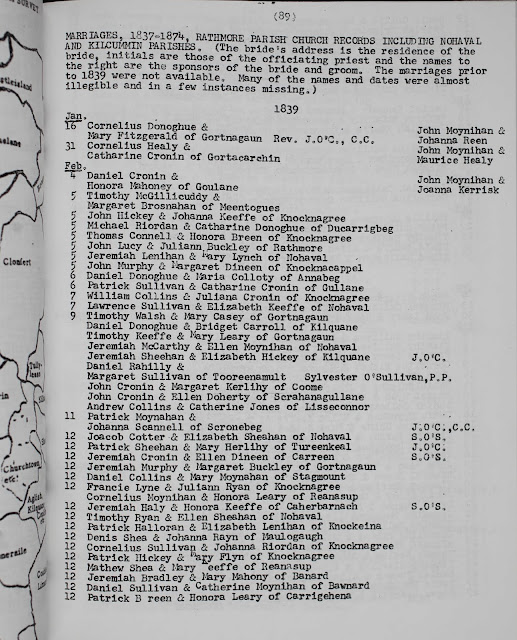 (89)
MARRIAGES, 1837-1874, RATHMORE PARISH CHURCH RECORDS INCLUDING NOHAVAL
AND KILCUMMIN PARISHES. (The bride's address is the residence of the
bride, initials are those of the officiating priest and the names to
the right are the sponsors of the bride and groom. The marriages prior
to 1839 were not available. Many of the names and dates were almost
illegible and in a few instances missing.)
1839
Jan.
16 Cornelius Donoghue &
Mary Fitzgerald of Gortnagaun Rev. J.O'C., C.C.
John Moynihan &
Johanna Reen
31 Cornelius Healy &
Catharine Cronin of Gortacarchin
John Moynihan &
Maurice Healy
Feb.
4 Daniel Cronin &
Honora Mahoney of Goulane
John Moynihan &
Joanna Kerrisk
5 Timothy McGillicuddy &
Margaret Brosnahan of Meentogues
5 John Hickey & Johanna Keeffe of Knocknagree
5 Michael Riordan & Catharine Donoghue of Ducarrigbeg
5 Thomas Connell & Honora Breen of Knocknagree
5 John Lucy & Juliann Buckley of Rathmore
5 Jeremiah Lenihan & Mary Lynch of Nohaval
5 John Murphy & Margaret Dineen of Knocknacappel
6 Daniel Donoghue & Maria Colloty of Annabeg
6 Patrick Sullivan & Catharine Cronin of Gullane
7 William Collins & Juliana Cronin of Knocknagree
7 Lawrence Sullivan & Elizabeth Keeffe of Nohaval
9 Timothy Walsh & Mary Casey of Gortnagaun
Daniel Donoghue & Bridget Carroll of Kilquane
Timothy Keeffe & Mary Leary of Gortnagaun
Jeremiah McCarthy & Ellen Moynihan of Nohaval
Jeremiah Sheehan & Elizabeth Hickey of Kilquane J.O'C.
Daniel Rahilly &
Margaret Sullivan of Tooreenamult Sylvester O'Sullivan,P.P.
John Cronin & Margaret Kerlihy of Coome
John Cronin & Ellen Doherty of Scrahanagullane
Andrew Collins & Catherine Jones of Lisseconnor
11 Patrick Moynahan &
Johanna Scannell of Scronebeg J.O'C.,C.C.
12 Joacob Cotter & Elizabeth Sheahan of Nohaval S.O'S.
12 Patrick Sheehan & Mary Herlihy of Tureenkeal J.O'C.
12 Jeremiah Cronin & Ellen Dineen of Carreen S.O'S.
12 Jeremiah Murphy & Margaret Buckley of Gortnagaun
12 Daniel Collins & Mary Moynahan of Stagmount
12 Francie Lyne & Juliann Ryan of Knocknagree
Cornelius Moynihan & Honora Leary of Reanasup
12 Jeremiah Haly & Honora Keeffe of Caherbarnach S.O'S.
12 Timothy Ryan & Ellen Sheahan of Nohaval
12 Patrick Halloran & Elizabeth Lenihan of Knockeina
12 Denis Shea & Johanna Rayn of Maulogaugh
12 Cornelius Sullivan & Johanna Riordan of Knocknagree
12 Patrick Hickey & Mary Flyn of Knocknagree
12 Mathew Shea & Mary Keeffe of Reanasup
12 Jeremiah Bradley & Mary Mahony of Banard
12 Daniel Sullivan & Catherine Moynihan of Bawnard
12 Patrick B reen & Honora Leary of Carrigehena
SURVEY
Clonfert
Churchtown
etc.